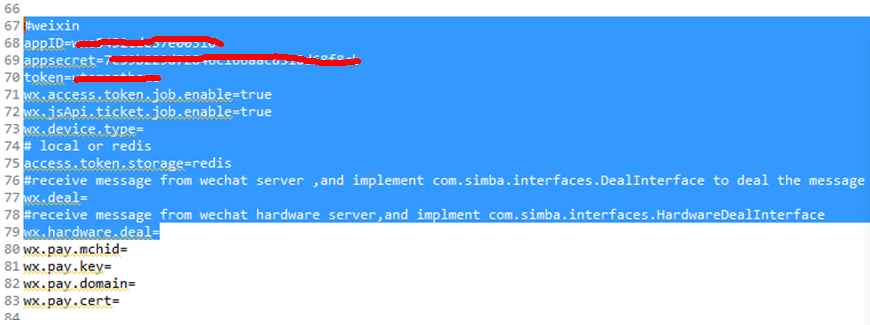 66
67 #weixin
68 appID=
69 appsecret=
70 token=
71 wx.access.token.job.enable=true
72 wx.jsApi.ticket.job.enable=true
73 wx.device.type=
74 # local or redis
75 access.token.storage=redis
76 #receive message from wechat server ,and implement com.simba.interfaces.DealInterface to deal the message
77 wx.deal=
78 #receive message from wechat hardware server,and implment com.simba.interfaces.HardwareDealInterface
79 wx.hardware.deal=
80 wx.pay.mchid=
81 wx.pay.key=
82 wx.pay.domain=
83 wx.pay.cert=
84